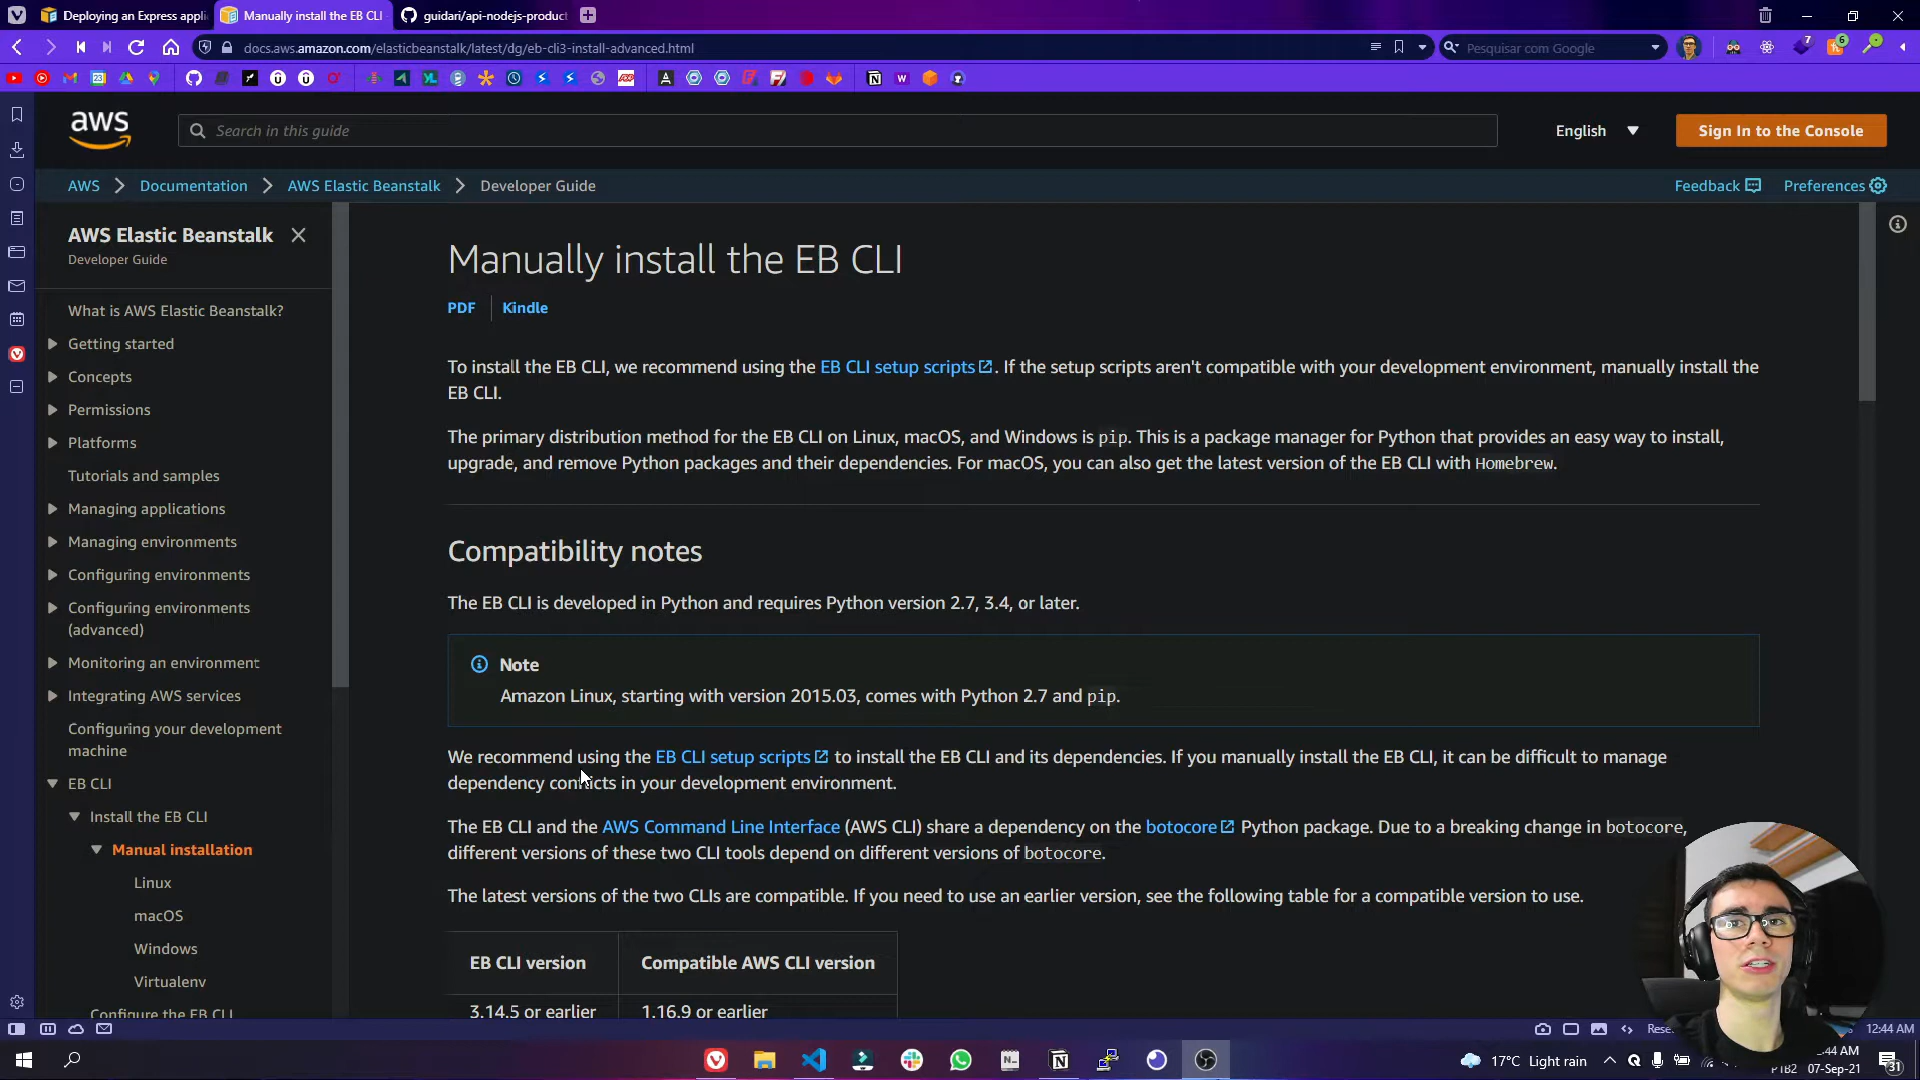 Deploying an Express appli
Manually install the EB CLI
guidari/api-nodejs-product
docs.aws.amazon.com/elasticbeanstalk/latest/dg/eb-cli3-install-advanced.html
Pesquisar com Google
7
6
aws
Search in this guide
English
Sign In to the Console
AWS
Documentation
AWS Elastic Beanstalk
Developer Guide
Feedback
Preferences
AWS Elastic Beanstalk
Developer Guide
What is AWS Elastic Beanstalk?
Getting started
Concepts
Permissions
Platforms
Tutorials and samples
Managing applications
Managing environments
Configuring environments
Configuring environments
(advanced)
Monitoring an environment
Integrating AWS services
Configuring your development
machine
EB CLI
Install the EB CLI
Manual installation
Linux
macOS
Windows
Virtualenv
Configure the EB CLI
Manually install the EB CLI
PDF
Kindle
To install the EB CLI, we recommend using the EB CLI setup scripts. If the setup scripts aren't compatible with your development environment, manually install the
EB CLI.
The primary distribution method for the EB CLI on Linux, macOS, and Windows is pip. This is a package manager for Python that provides an easy way to install,
upgrade, and remove Python packages and their dependencies. For macOS, you can also get the latest version of the EB CLI with Homebrew.
Compatibility notes
The EB CLI is developed in Python and requires Python version 2.7, 3.4, or later.
Note
Amazon Linux, starting with version 2015.03, comes with Python 2.7 and pip.
We recommend using the EB CLI setup scripts to install the EB CLI and its dependencies. If you manually install the EB CLI, it can be difficult to manage
dependency conflicts in your development environment.
The EB CLI and the AWS Command Line Interface (AWS CLI) share a dependency on the botocore Python package. Due to a breaking change in botocore,
different versions of these two CLI tools depend on different versions of botocore.
The latest versions of the two CLIs are compatible. If you need to use an earlier version, see the following table for a compatible version to use.
EB CLI version
Compatible AWS CLI version
3.14.5 or earlier
1.16.9 or earlier
Rese
12:44 AM
17°C Light rain
:44 AM
PTB2
07-Sep-21
31